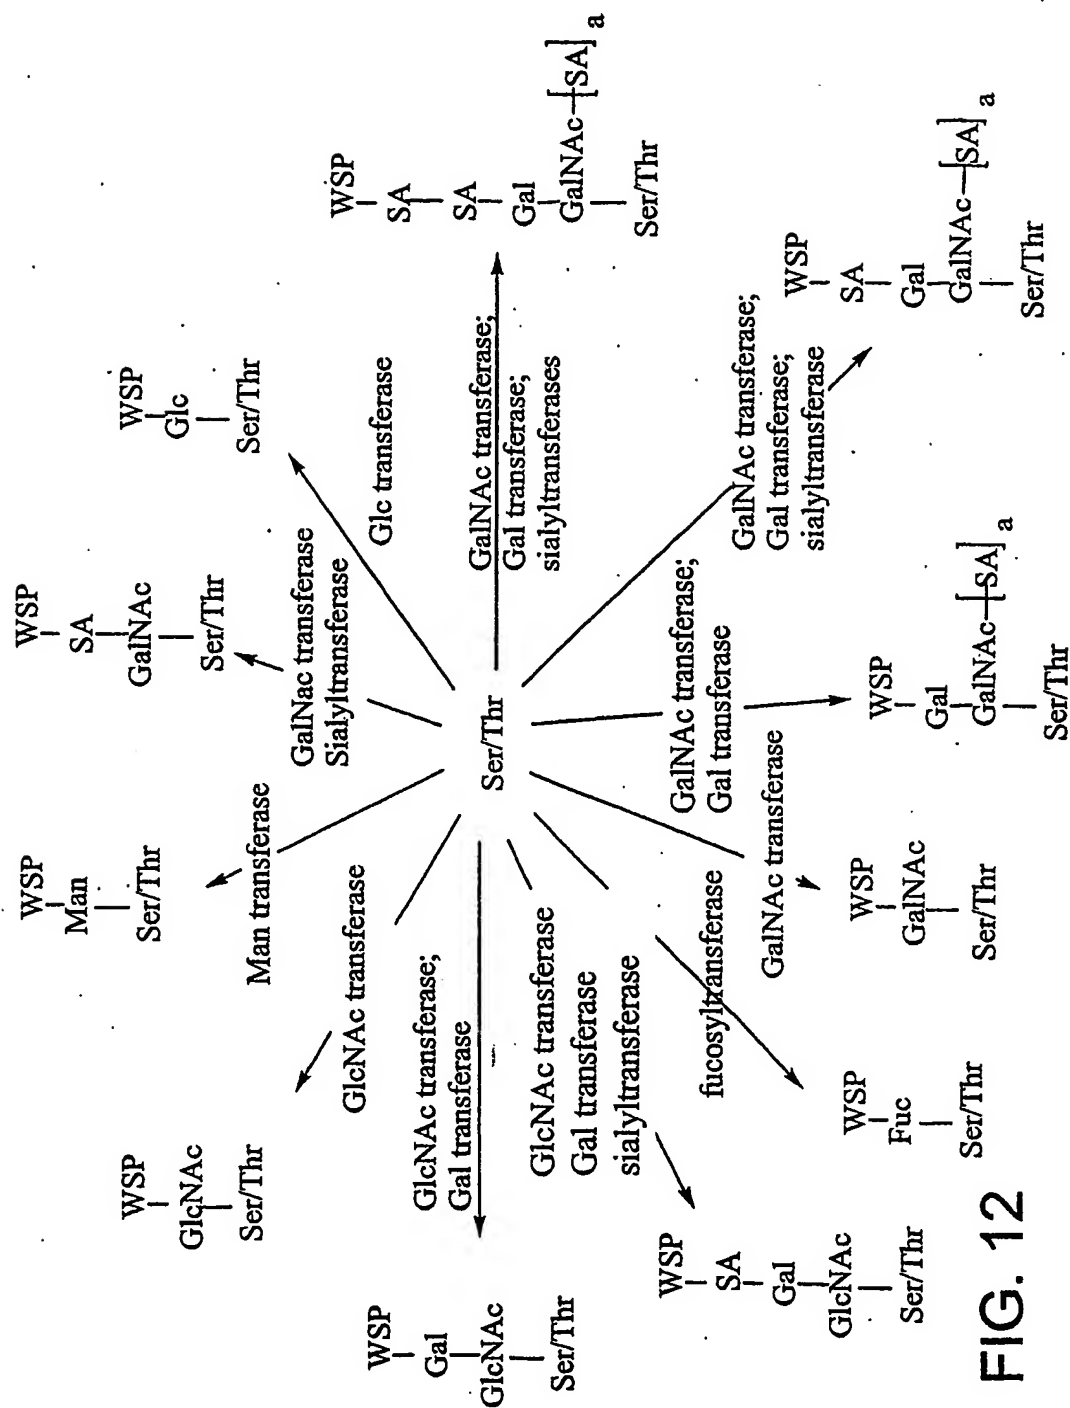 WSP
Man
Ser/Thr
WSP
SA
GalNAc
Ser/Thr
WSP
GlcNAc
Ser/Thr
Man transferase
GalNac transferase
Sialyltransferase
WSP
Glc
Ser/Thr
GlcNAc transferase
Glc transferase
WSP
Gal
GlcNAc
Ser/Thr
GlcNAc transferase;
Gal transferase
Ser/Thr
GalNAc transferase;
Gal transferase;
sialyltransferases
WSP
SA
SA
Gal
GalNAc[SA]a
Ser/Thr
GlcNAc transferase
Gal transferase
sialyltransferase
WSP
SA
Gal
GlcNAc
Ser/Thr
fucosyltransferase
GalNAc transferase
GalNAc transferase;
Gal transferase
GalNAc transferase;
Gal transferase;
sialyltransferase
WSP
SA
Gal
GalNAc[SA]a
Ser/Thr
WSP
Fuc
Ser/Thr
WSP
GalNAc
Ser/Thr
WSP
Gal
GalNAc[SA]a
Ser/Thr
FIG. 12